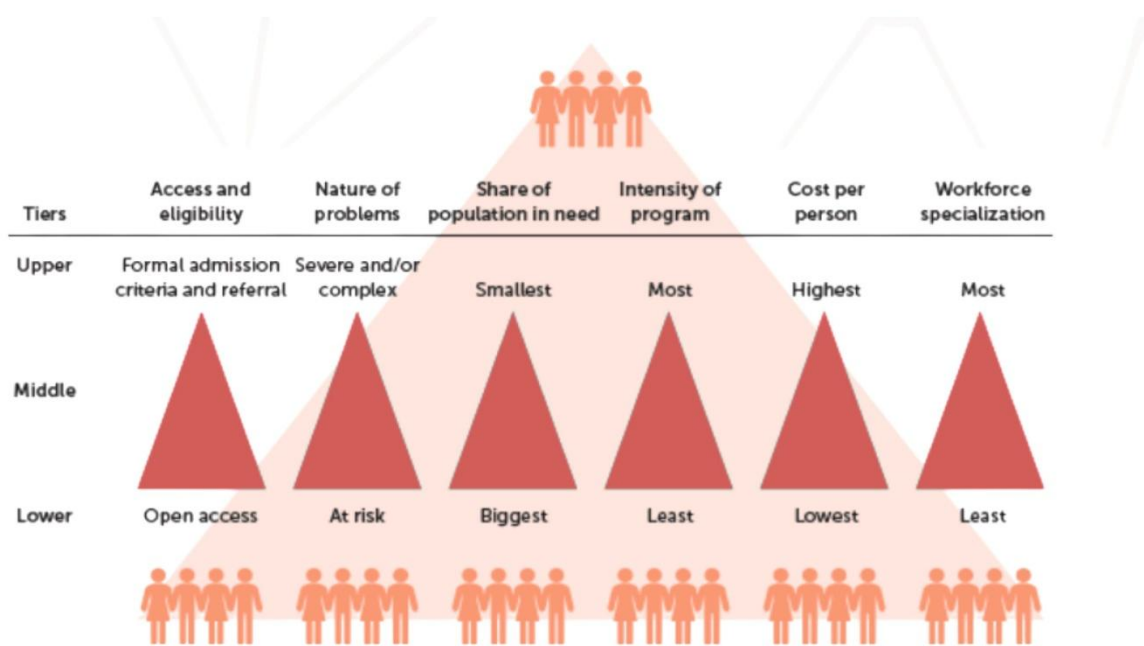 Tiers
Access and
eligibility
Nature of
problems
Share of
population in need
Intensity of
program
Cost per
person
Workforce
specialization
Upper
Formal admission
criteria and referral
Severe and/or
complex
Smallest
Most
Highest
Most
Middle
Lower
Open access
At risk
Biggest
Least
Lowest
Least